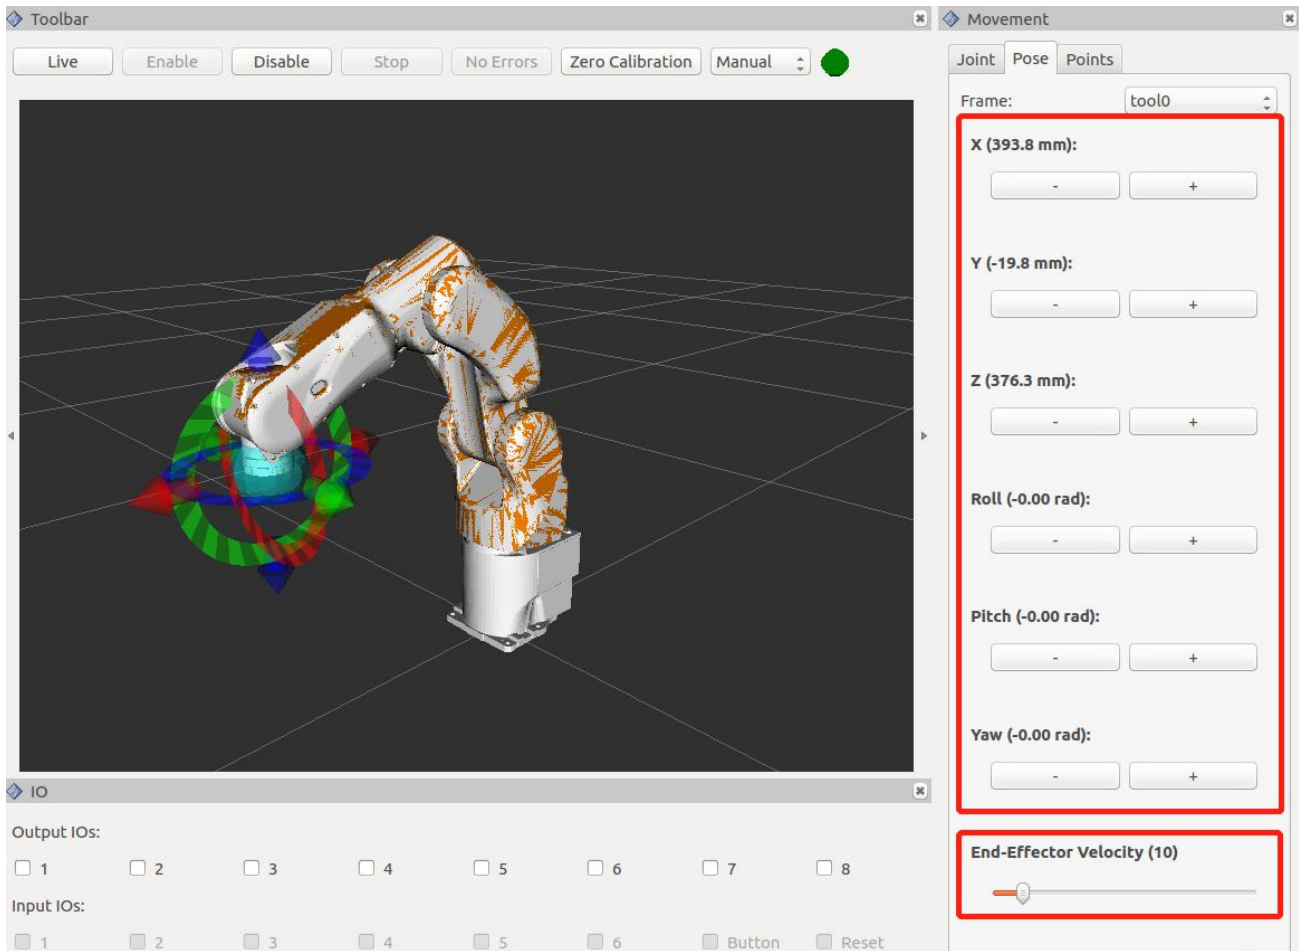 Toolbar
Live Enable Disable Stop No Errors Zero Calibration Manual
Movement
Joint Pose Points
Frame: tool0
X (393.8 mm):
- +
Y (-19.8 mm):
- +
Z (376.3 mm):
- +
Roll (-0.00 rad):
- +
Pitch (-0.00 rad):
- +
Yaw (-0.00 rad):
- +
End-Effector Velocity (10)
IO
Output IOs:
1 2 3 4 5 6 7 8
Input IOs:
1 2 3 4 5 6 Button Reset